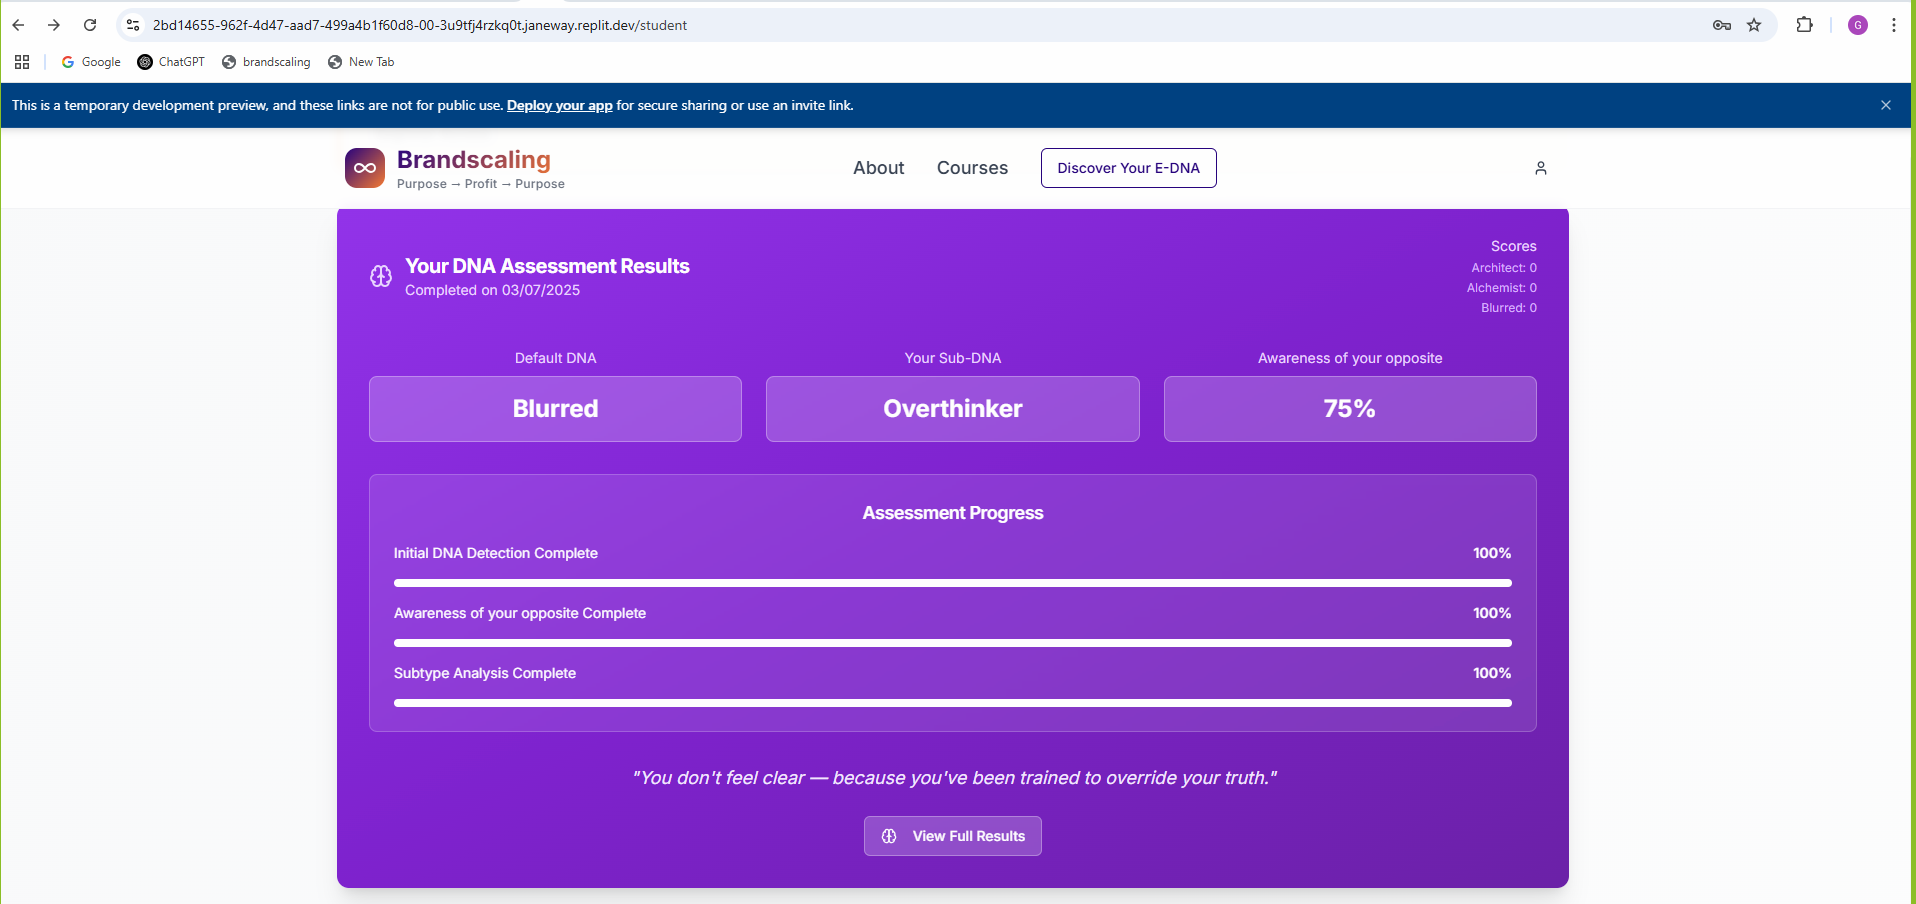 2bd14655-962f-4d47-aad7-499a4b1f60d8-00-3u9tfj4rzkq0t.janeway.replit.dev/student
G
Google ChatGPT brandscaling New Tab
This is a temporary development preview, and these links are not for public use. Deploy your app for secure sharing or use an invite link.
Brandscaling
Purpose → Profit → Purpose
About Courses Discover Your E-DNA
Your DNA Assessment Results
Completed on 03/07/2025
Scores
Architect: 0
Alchemist: 0
Blurred: 0
Default DNA
Blurred
Your Sub-DNA
Overthinker
Awareness of your opposite
75%
Assessment Progress
Initial DNA Detection Complete 100%
Awareness of your opposite Complete 100%
Subtype Analysis Complete 100%
"You don't feel clear — because you've been trained to override your truth."
View Full Results